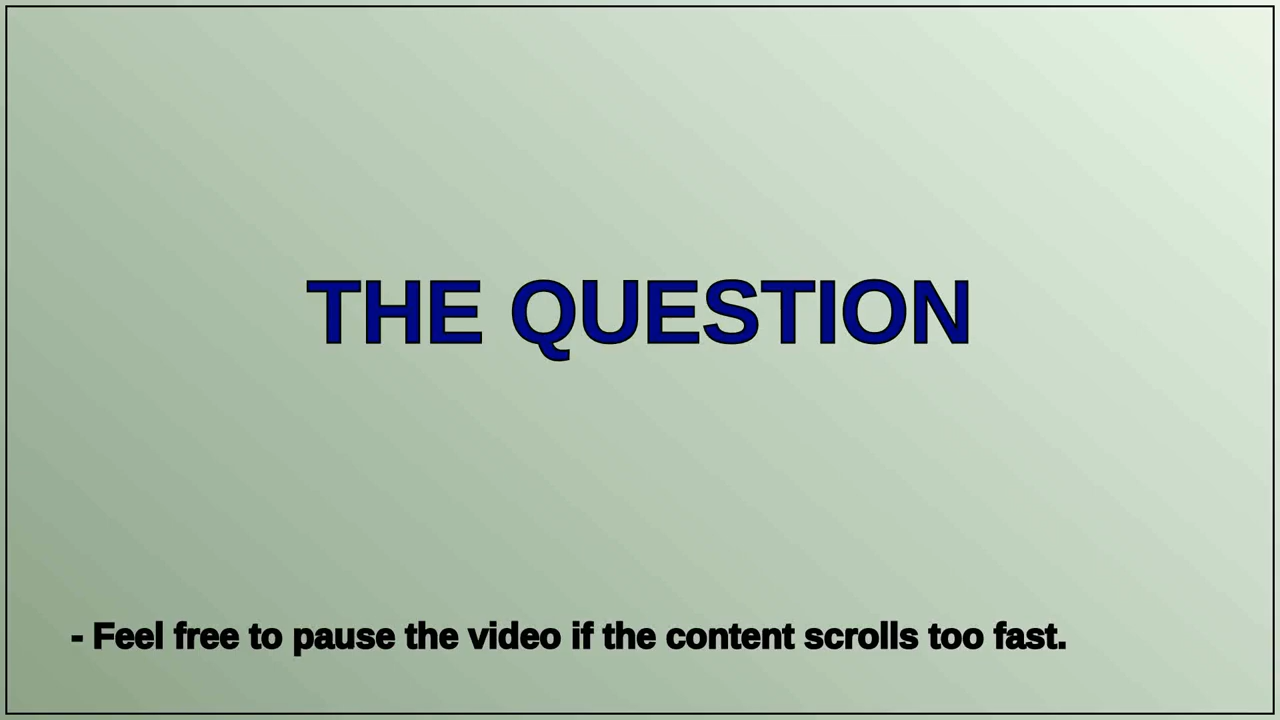 THE QUESTION
- Feel free to pause the video if the content scrolls too fast.